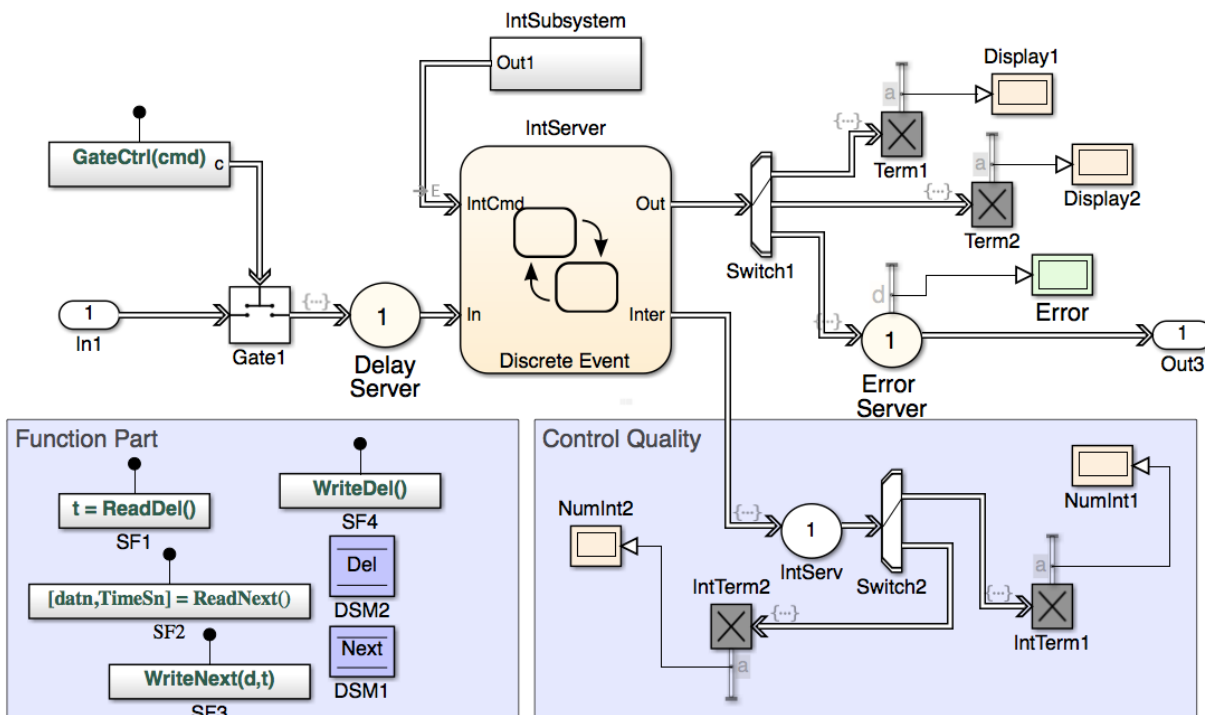 IntSubsystem
Out1
Display1
a
{...}
Term1
GateCtrl(cmd)
c
IntServer
E
IntCmd
Out
a
{...}
Term2
Display2
Switch1
1
In1
Gate1
{...}
1
Delay
Server
In
Inter
Discrete Event
d
Error
{...}
1
Error
Server
1
Out3
Function Part
t = ReadDel()
SF1
WriteDel()
SF4
[datn,TimeSn] = ReadNext()
SF2
Del
DSM2
WriteNext(d,t)
SF3
Next
DSM1
Control Quality
NumInt2
NumInt1
{...}
1
IntServ
Switch2
IntTerm2
{...}
a
{...}
a
IntTerm1